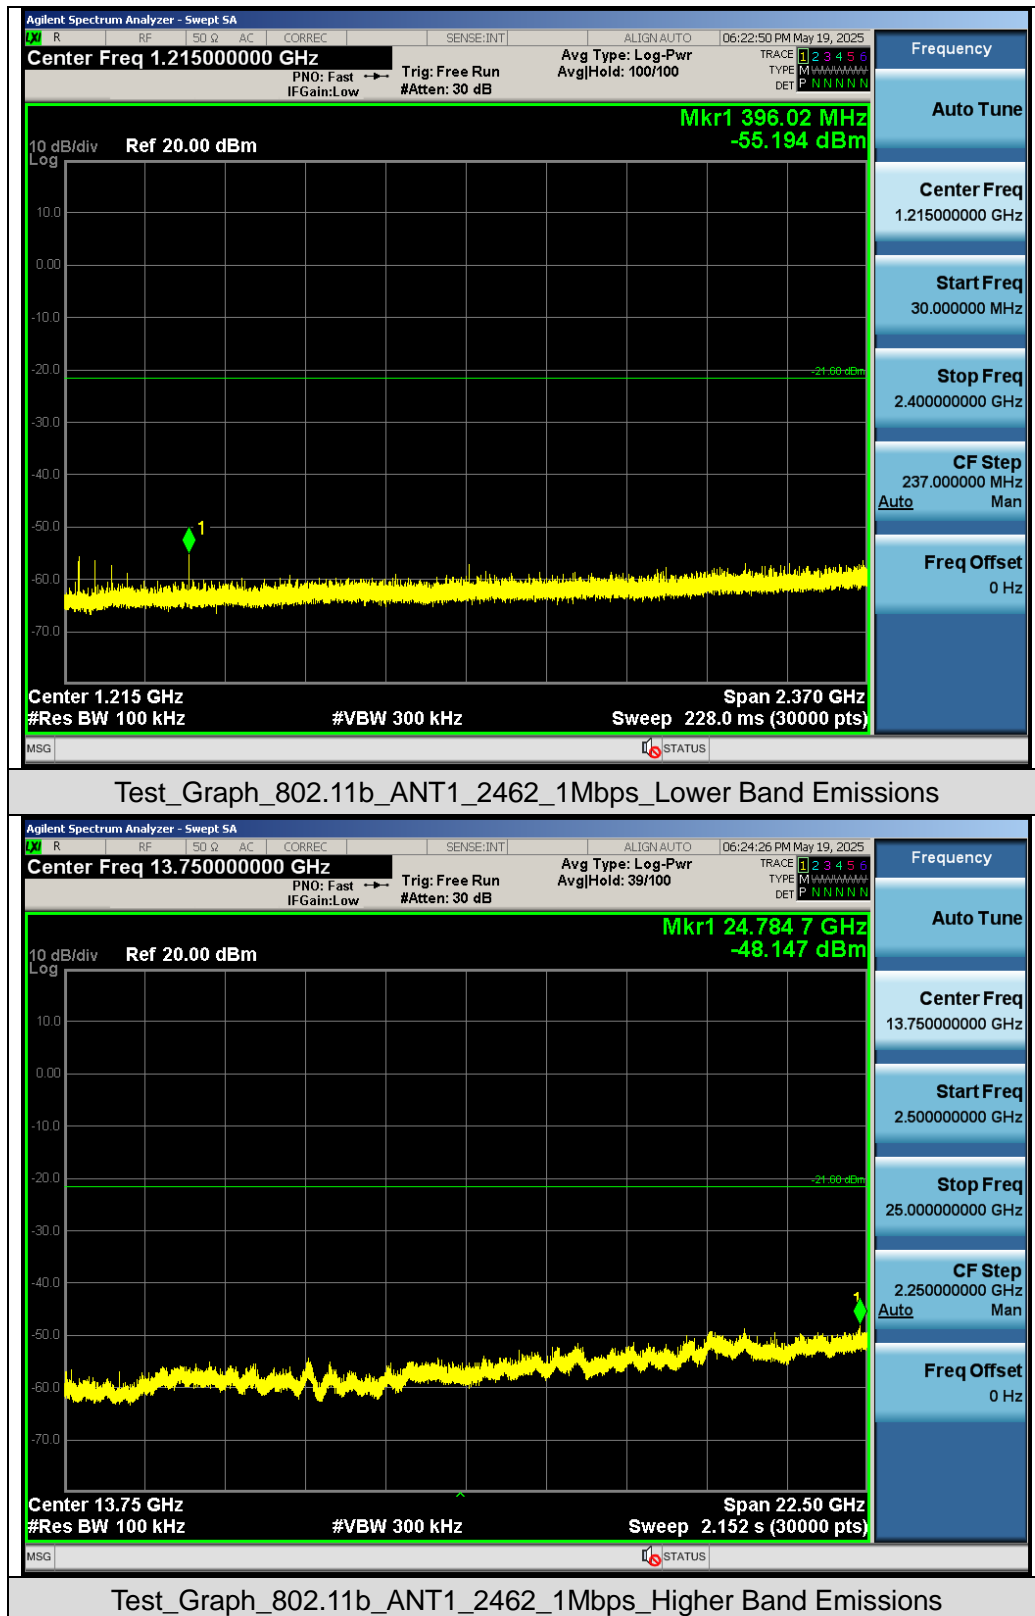 Agilent Spectrum Analyzer - Swept SA
LXI R RF 50 Ω AC CORREC SENSE:INT ALIGN AUTO 06:22:50 PM May 19, 2025
Center Freq 1.215000000 GHz
PNO: Fast
IFGain:Low
Trig: Free Run
#Atten: 30 dB
Avg Type: Log-Pwr
Avg|Hold: 100/100
TRACE 1 2 3 4 5 6
TYPE M
DET P N N N N N
Mkr1 396.02 MHz
-55.194 dBm
10 dB/div Ref 20.00 dBm
Log
10.0
0.00
-10.0
-20.0
-21.60 dBm
-30.0
-40.0
-50.0
1
-60.0
-70.0
Center 1.215 GHz Span 2.370 GHz
#Res BW 100 kHz #VBW 300 kHz Sweep 228.0 ms (30000 pts)
MSG STATUS
Frequency
Auto Tune
Center Freq
1.215000000 GHz
Start Freq
30.000000 MHz
Stop Freq
2.400000000 GHz
CF Step
237.000000 MHz
Auto Man
Freq Offset
0 Hz
Test_Graph_802.11b_ANT1_2462_1Mbps_Lower Band Emissions
Agilent Spectrum Analyzer - Swept SA
LXI R RF 50 Ω AC CORREC SENSE:INT ALIGN AUTO 06:24:26 PM May 19, 2025
Center Freq 13.750000000 GHz
PNO: Fast
IFGain:Low
Trig: Free Run
#Atten: 30 dB
Avg Type: Log-Pwr
Avg|Hold: 39/100
TRACE 1 2 3 4 5 6
TYPE M
DET P N N N N N
Mkr1 24.784 7 GHz
-48.147 dBm
10 dB/div Ref 20.00 dBm
Log
10.0
0.00
-10.0
-20.0
-21.60 dBm
-30.0
-40.0
1
-50.0
-60.0
-70.0
Center 13.75 GHz Span 22.50 GHz
#Res BW 100 kHz #VBW 300 kHz Sweep 2.152 s (30000 pts)
MSG STATUS
Frequency
Auto Tune
Center Freq
13.750000000 GHz
Start Freq
2.500000000 GHz
Stop Freq
25.000000000 GHz
CF Step
2.250000000 GHz
Auto Man
Freq Offset
0 Hz
Test_Graph_802.11b_ANT1_2462_1Mbps_Higher Band Emissions